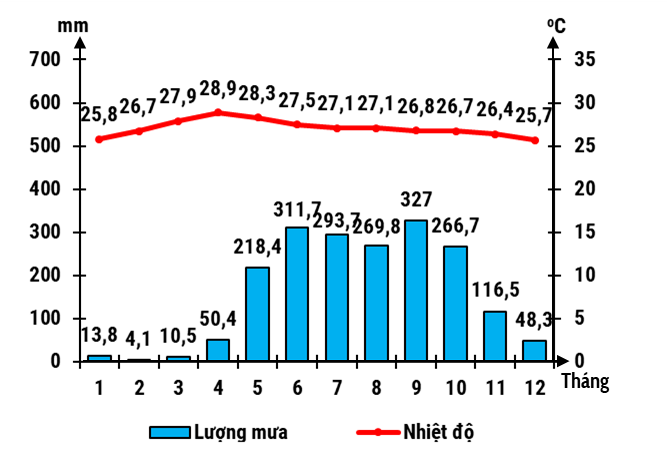 mm
ºC
700
600
500
400
300
200
100
0
35
30
25
20
15
10
5
0
25,8 26,7 27,9 28,9 28,3 27,5 27,1 27,1 26,8 26,7 26,4 25,7
13,8 4,1 10,5 50,4 218,4 311,7 293,7 269,8 327 266,7 116,5 48,3
1 2 3 4 5 6 7 8 9 10 11 12 Tháng
Lượng mưa Nhiệt độ